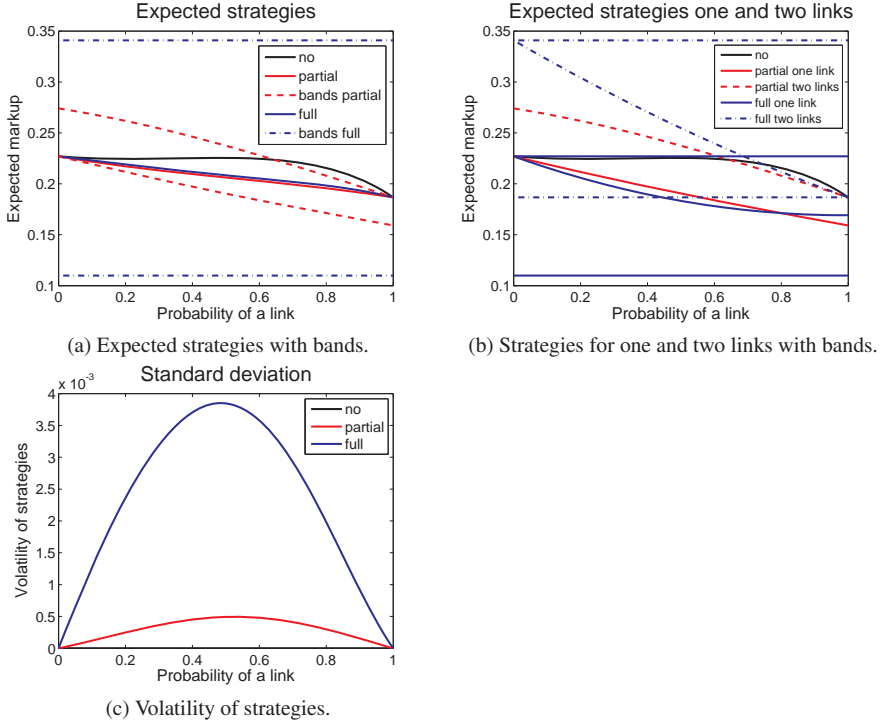 Expected strategies
0.35
0.3
0.25
0.2
0.15
0.1
Expected markup
no
partial
bands partial
full
bands full
0 0.2 0.4 0.6 0.8 1
Probability of a link
(a) Expected strategies with bands.
Expected strategies one and two links
0.35
0.3
0.25
0.2
0.15
0.1
Expected markup
no
partial one link
partial two links
full one link
full two links
0 0.2 0.4 0.6 0.8 1
Probability of a link
(b) Strategies for one and two links with bands.
Standard deviation
x 10⁻³
4
3.5
3
2.5
2
1.5
1
0.5
0
Volatility of strategies
no
partial
full
0 0.2 0.4 0.6 0.8 1
Probability of a link
(c) Volatility of strategies.